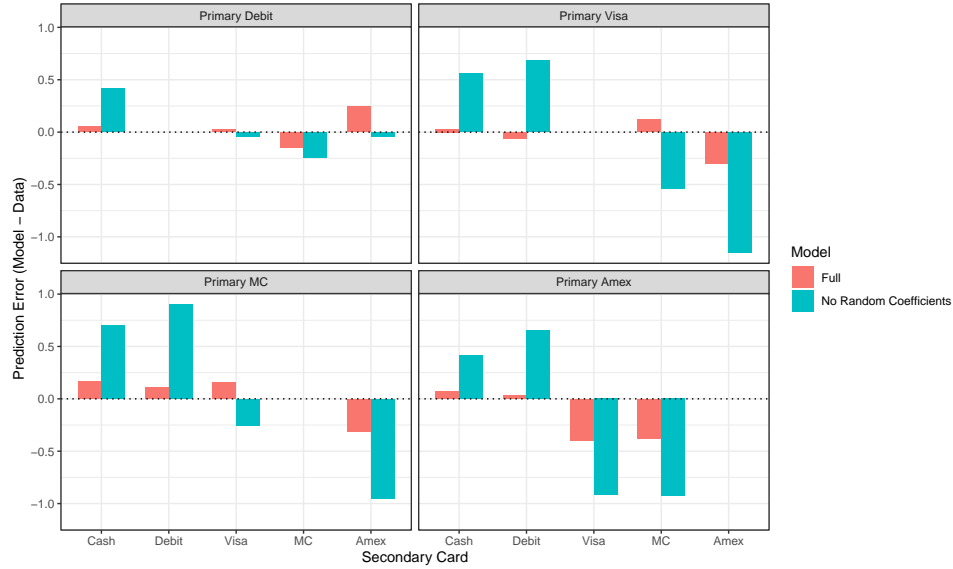 Primary Debit
Primary Visa
1.0
0.5
0.0
−0.5
−1.0
Primary MC
Primary Amex
1.0
0.5
0.0
−0.5
−1.0
Prediction Error (Model − Data)
Cash Debit Visa MC Amex
Cash Debit Visa MC Amex
Secondary Card
Model
Full
No Random Coefficients